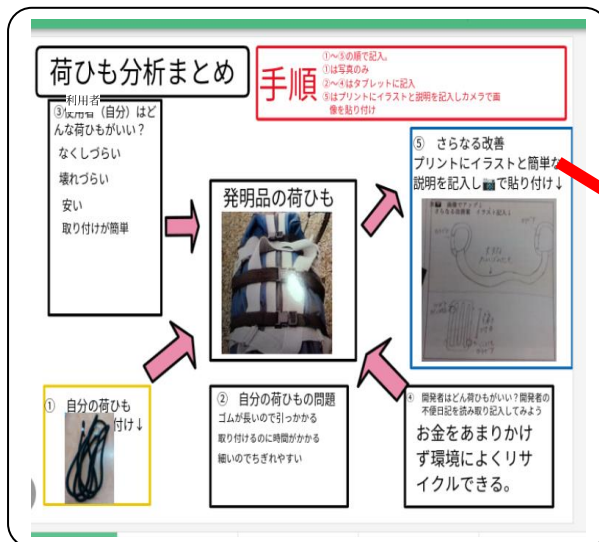 荷ひも分析まとめ
手順
①～⑤の順で記入。
①は写真のみ
②～④はタブレットに記入
⑤はプリントにイラストと説明を記入しカメラで画
像を貼り付け
利用者
③使用者（自分）はど
んな荷ひもがいい？
なくしづらい
壊れづらい
安い
取り付けが簡単
発明品の荷ひも
⑤ さらなる改善
プリントにイラストと簡単な
説明を記入し📷で貼り付け↓
さらなる改善 イラスト記入↓
① 自分の荷ひも
付け↓
② 自分の荷ひもの問題
ゴムが長いので引っかかる
取り付けるのに時間がかかる
細いのでちぎれやすい
④ 開発者はどん荷ひもがいい？開発者の
不便日記を読み取り記入してみよう
お金をあまりかけ
ず環境によくリサ
イクルできる。